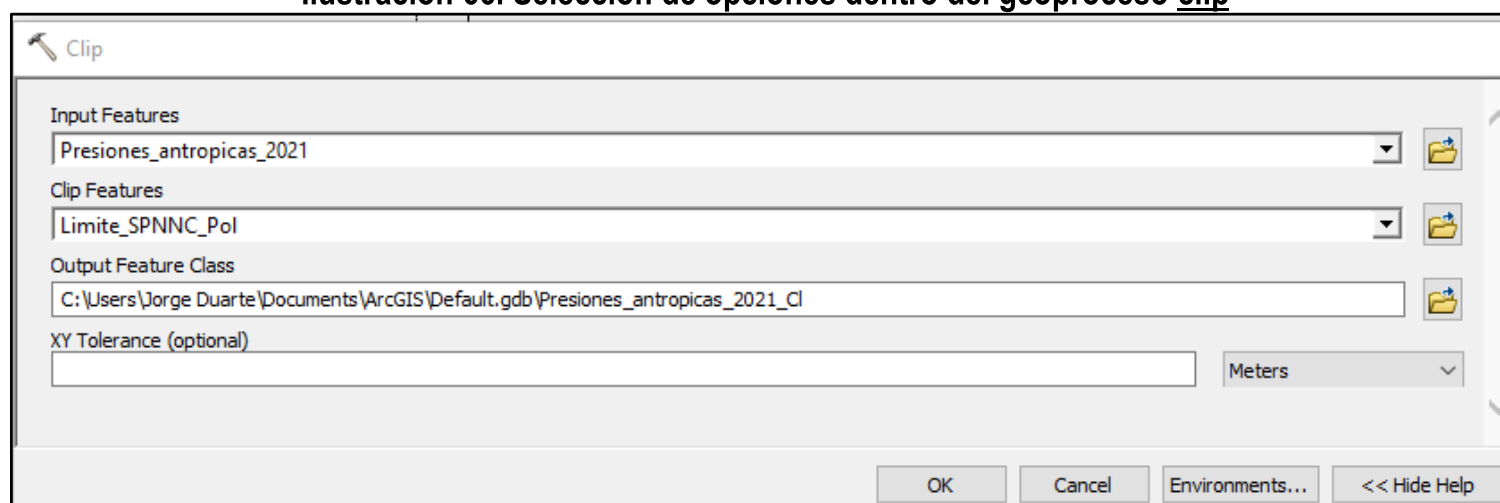 Clip
Input Features
Presiones_antropicas_2021
Clip Features
Limite_SPNNC_Pol
Output Feature Class
C:\Users\Jorge Duarte\Documents\ArcGIS\Default.gdb\Presiones_antropicas_2021_Cl
XY Tolerance (optional)
Meters
OK Cancel Environments... << Hide Help